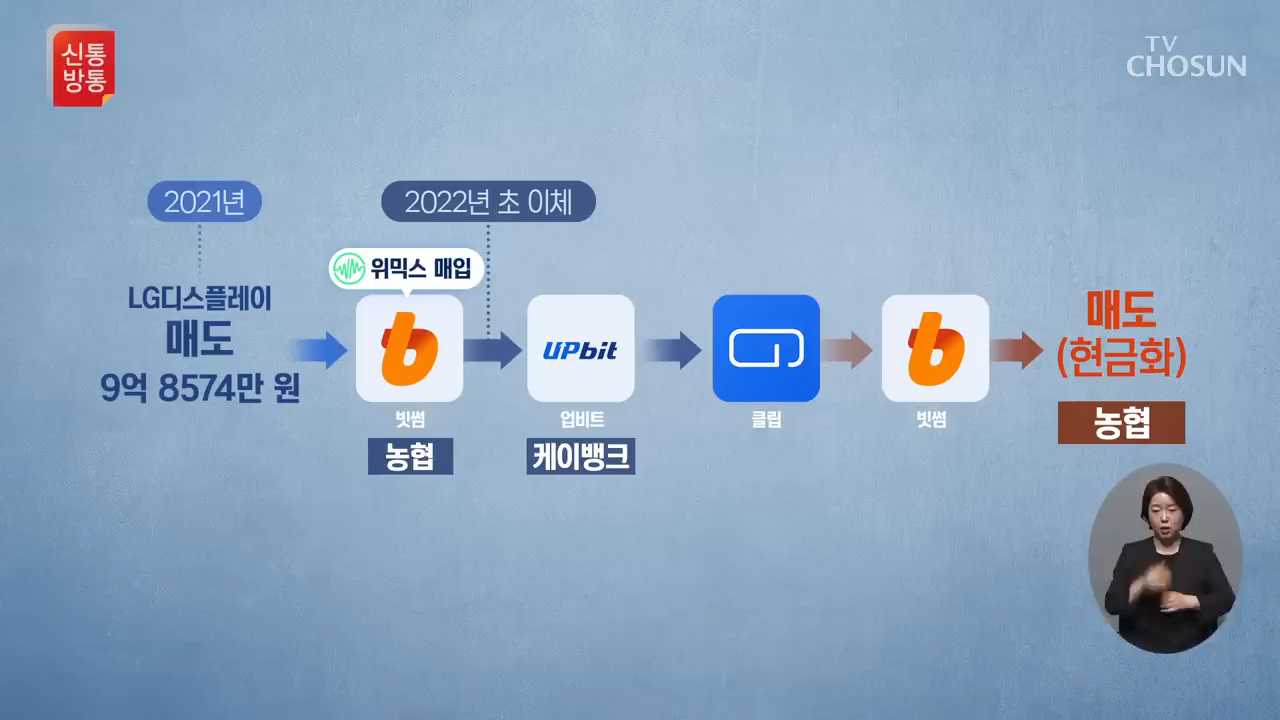 신통
방통
TV
CHOSUN
2021년
2022년 초 이체
위믹스 매입
LG디스플레이
매도
9억 8574만 원
UPbit
매도
(현금화)
빗썸
업비트
클립
빗썸
농협
케이뱅크
농협